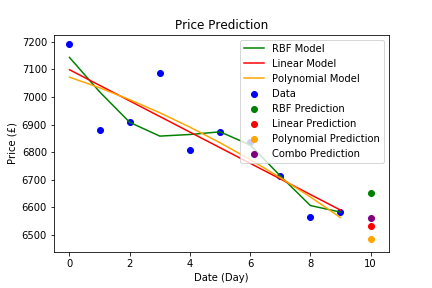 Price Prediction
7200
7100
7000
6900
6800
6700
6600
6500
Price (£)
RBF Model
Linear Model
Polynomial Model
Data
RBF Prediction
Linear Prediction
Polynomial Prediction
Combo Prediction
0 2 4 6 8 10
Date (Day)